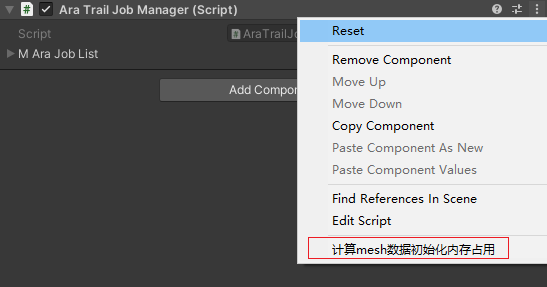 Ara Trail Job Manager (Script)
Script
AraTrailJo
M Ara Job List
Add Compon
Reset
Remove Component
Move Up
Move Down
Copy Component
Paste Component As New
Paste Component Values
Find References In Scene
Edit Script
计算mesh数据初始化内存占用